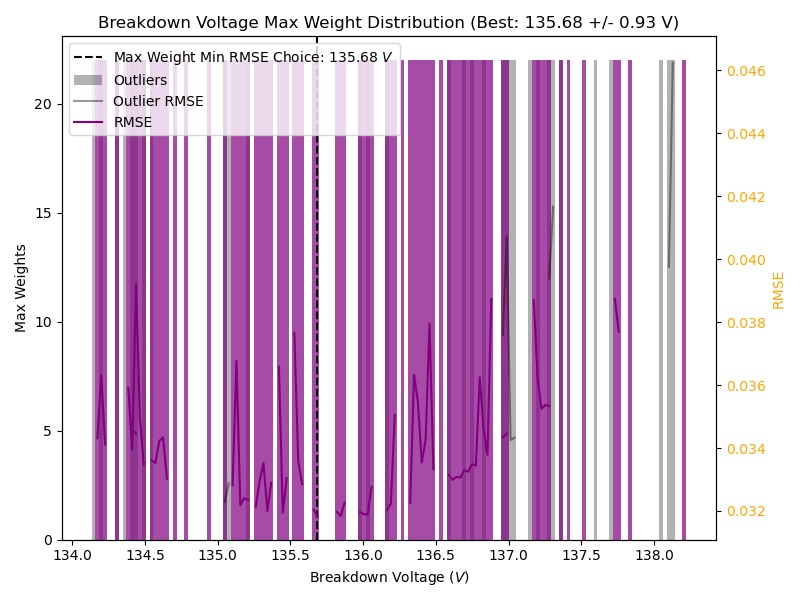 Breakdown Voltage Max Weight Distribution (Best: 135.68 +/- 0.93 V)
Max Weight Min RMSE Choice: 135.68 V
Outliers
Outlier RMSE
RMSE
Max Weights
20
15
10
5
0
0.046
0.044
0.042
0.040
0.038
0.036
0.034
0.032
RMSE
134.0 134.5 135.0 135.5 136.0 136.5 137.0 137.5 138.0
Breakdown Voltage (V)